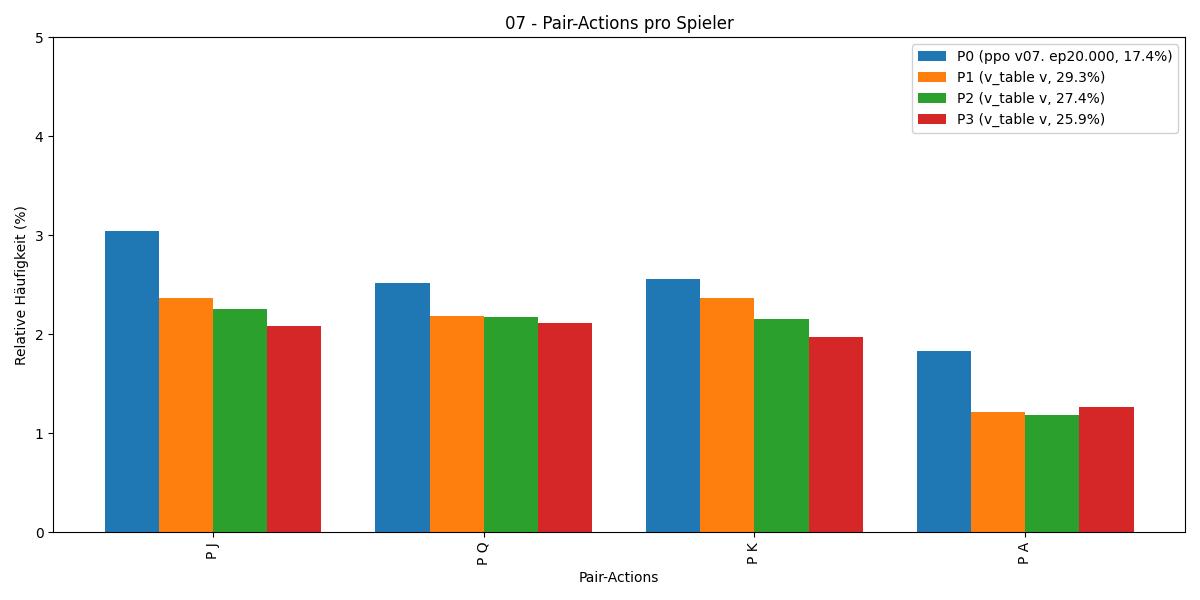 07 - Pair-Actions pro Spieler
P0 (ppo v07. ep20.000, 17.4%)
P1 (v_table v, 29.3%)
P2 (v_table v, 27.4%)
P3 (v_table v, 25.9%)
Relative Häufigkeit (%)
5
4
3
2
1
0
P J
P Q
P K
P A
Pair-Actions